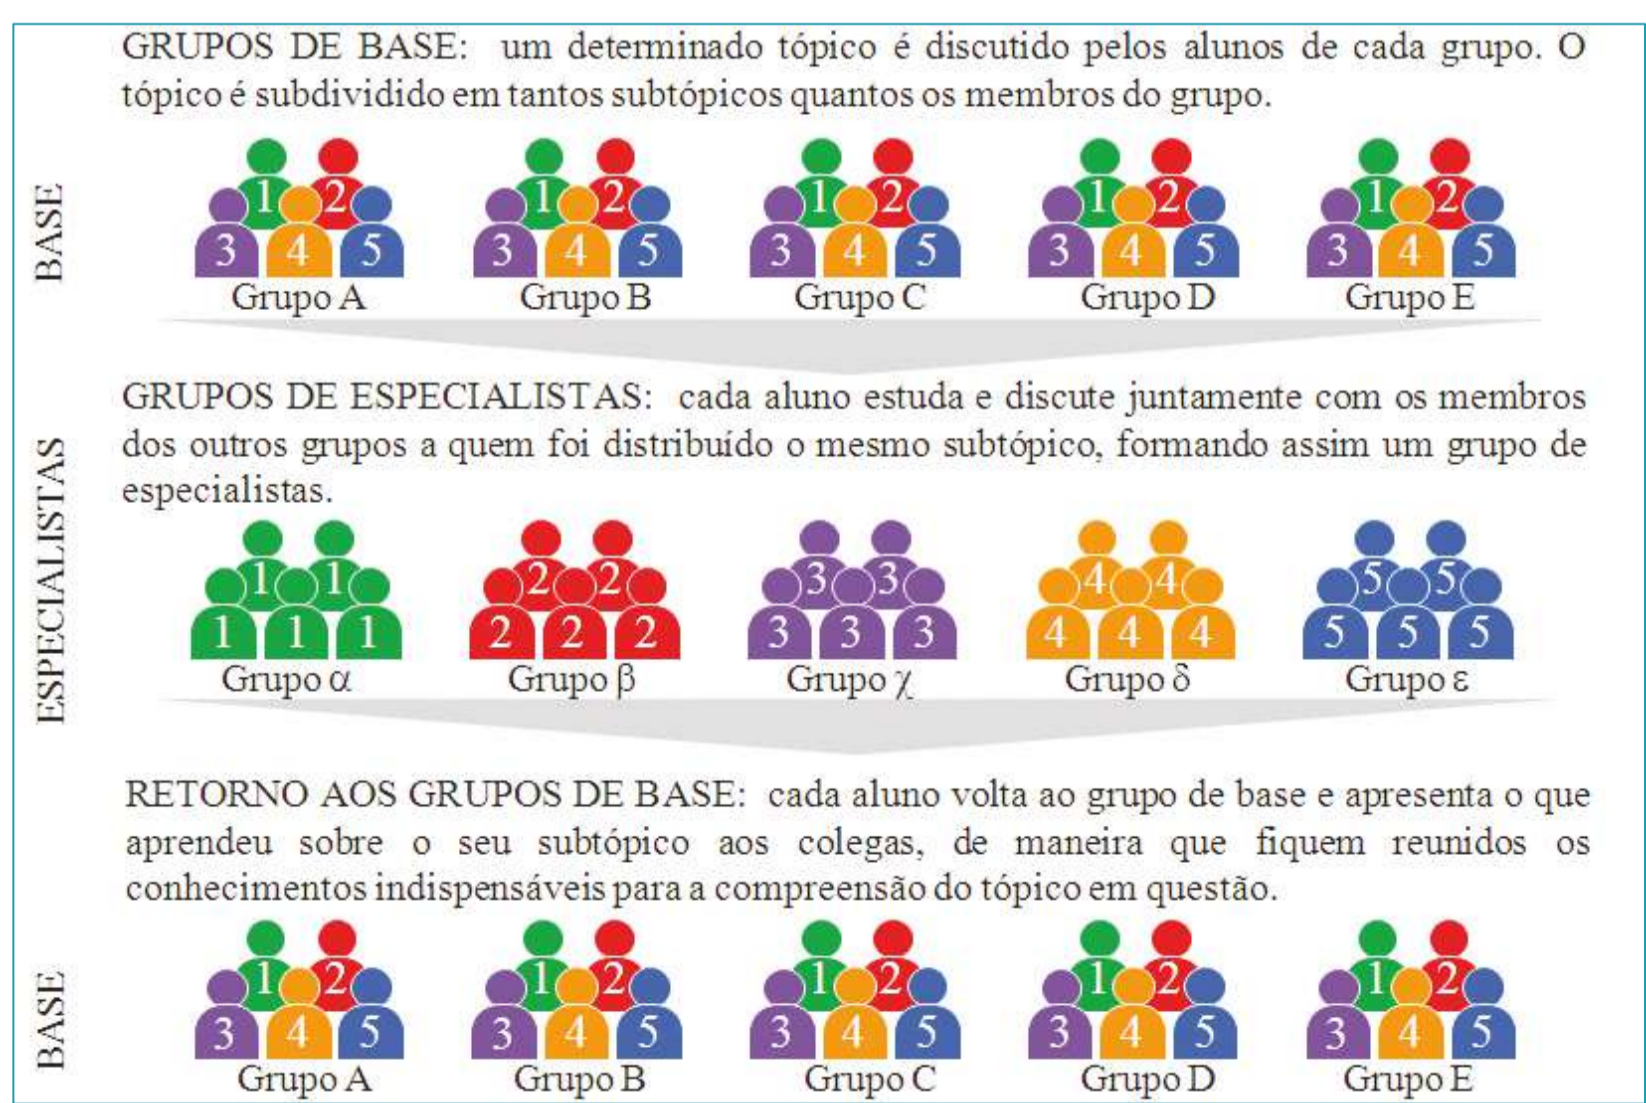 GRUPOS DE BASE: um determinado tópico é discutido pelos alunos de cada grupo. O
tópico é subdividido em tantos subtópicos quantos os membros do grupo.
BASE
1 2 1 2 1 2 1 2 1 2
3 4 5 3 4 5 3 4 5 3 4 5 3 4 5
Grupo A Grupo B Grupo C Grupo D Grupo E
GRUPOS DE ESPECIALISTAS: cada aluno estuda e discute juntamente com os membros
dos outros grupos a quem foi distribuído o mesmo subtópico, formando assim um grupo de
especialistas.
ESPECIALISTAS
1 1 2 2 3 3 4 4 5 5
1 1 1 2 2 2 3 3 3 4 4 4 5 5 5
Grupo α Grupo β Grupo χ Grupo δ Grupo ε
RETORNO AOS GRUPOS DE BASE: cada aluno volta ao grupo de base e apresenta o que
aprendeu sobre o seu subtópico aos colegas, de maneira que fiquem reunidos os
conhecimentos indispensáveis para a compreensão do tópico em questão.
BASE
1 2 1 2 1 2 1 2 1 2
3 4 5 3 4 5 3 4 5 3 4 5 3 4 5
Grupo A Grupo B Grupo C Grupo D Grupo E